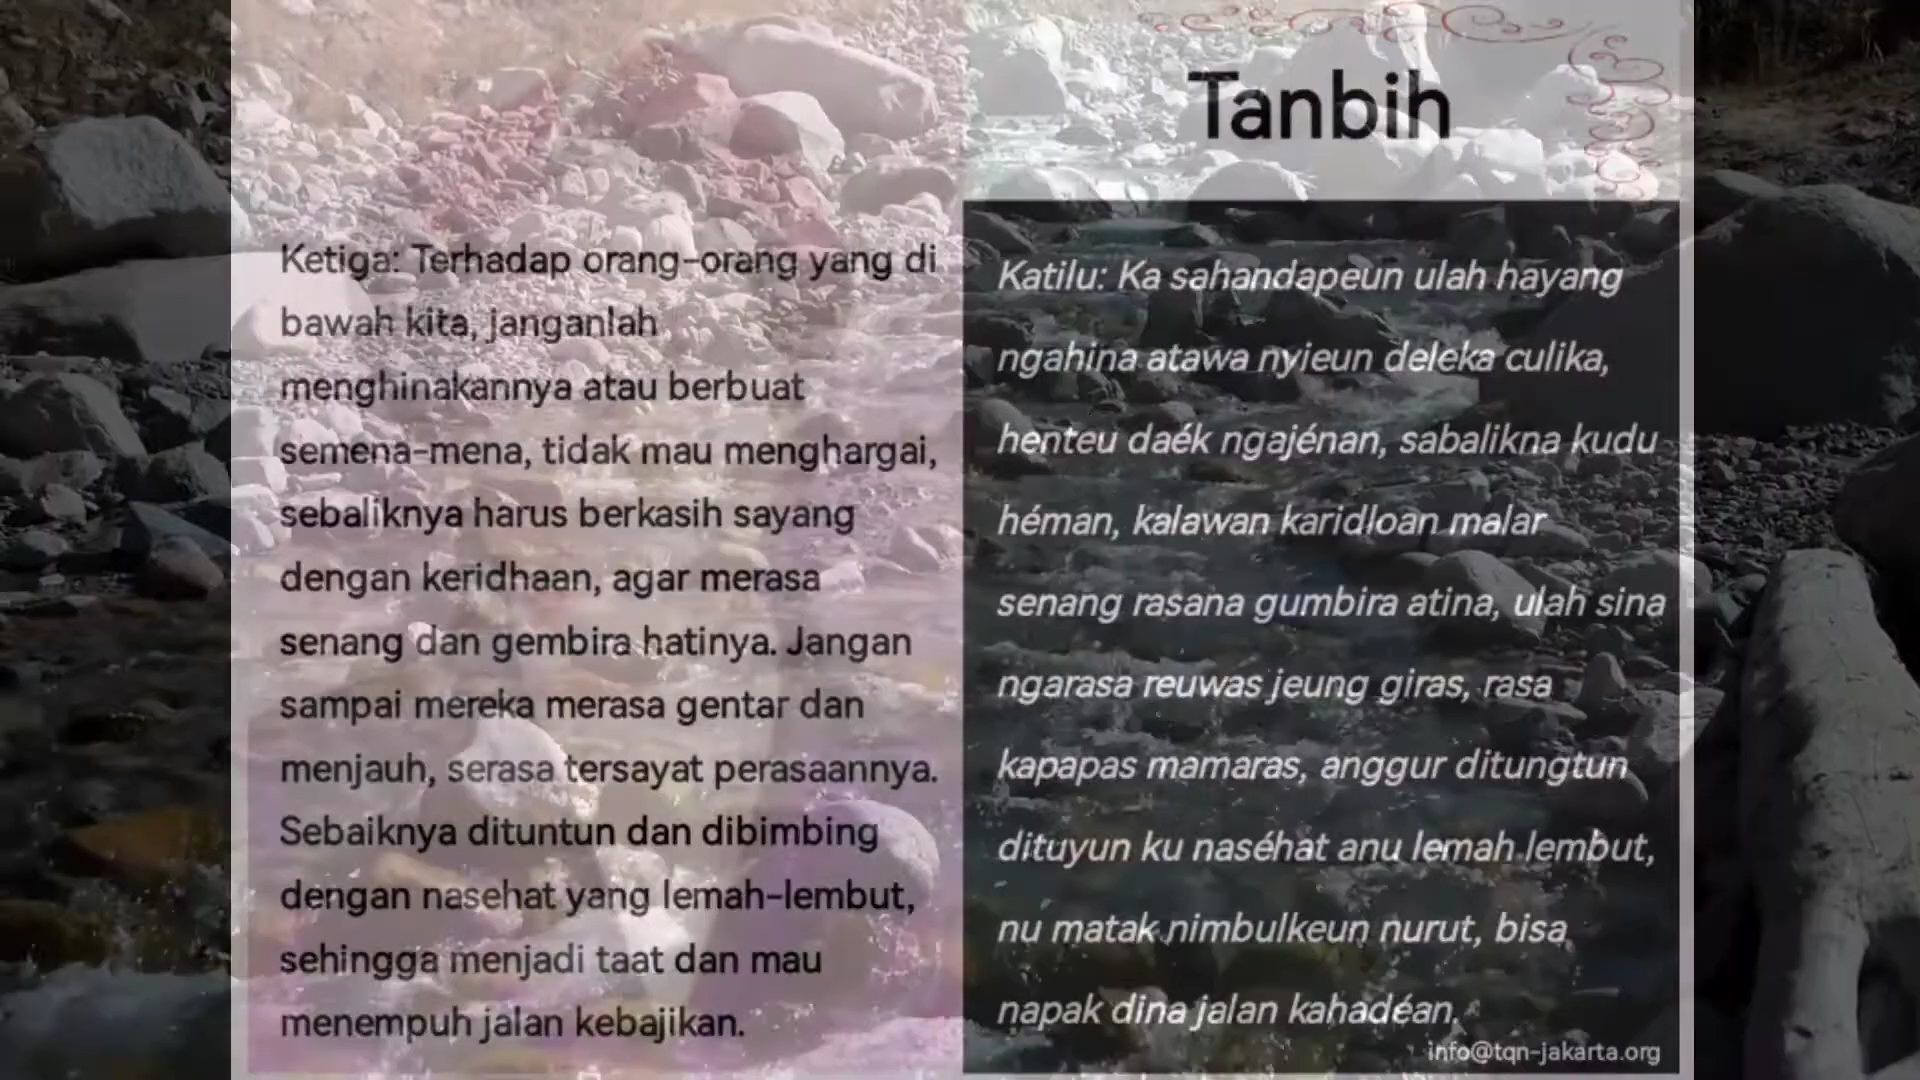 Tanbih
Ketiga: Terhadap orang-orang yang di
bawah kita, janganlah
menghinakannya atau berbuat
semena-mena, tidak mau menghargai,
sebaliknya harus berkasih sayang
dengan keridhaan, agar merasa
senang dan gembira hatinya. Jangan
sampai mereka merasa gentar dan
menjauh, serasa tersayat perasaannya.
Sebaiknya dituntun dan dibimbing
dengan nasehat yang lemah-lembut,
sehingga menjadi taat dan mau
menempuh jalan kebajikan.
Katilu: Ka sahandapeun ulah hayang
ngahina atawa nyieun deleka culika,
henteu daék ngajénan, sabalikna kudu
héman, kalawan karidloan malar
senang rasana gumbira atina, ulah sina
ngarasa reuwas jeung giras, rasa
kapapas mamaras, anggur ditungtun
dituyun ku naséhat anu lemah lembut,
nu matak nimbulkeun nurut, bisa
napak dina jalan kahadéan.
info@tqn-jakarta.org